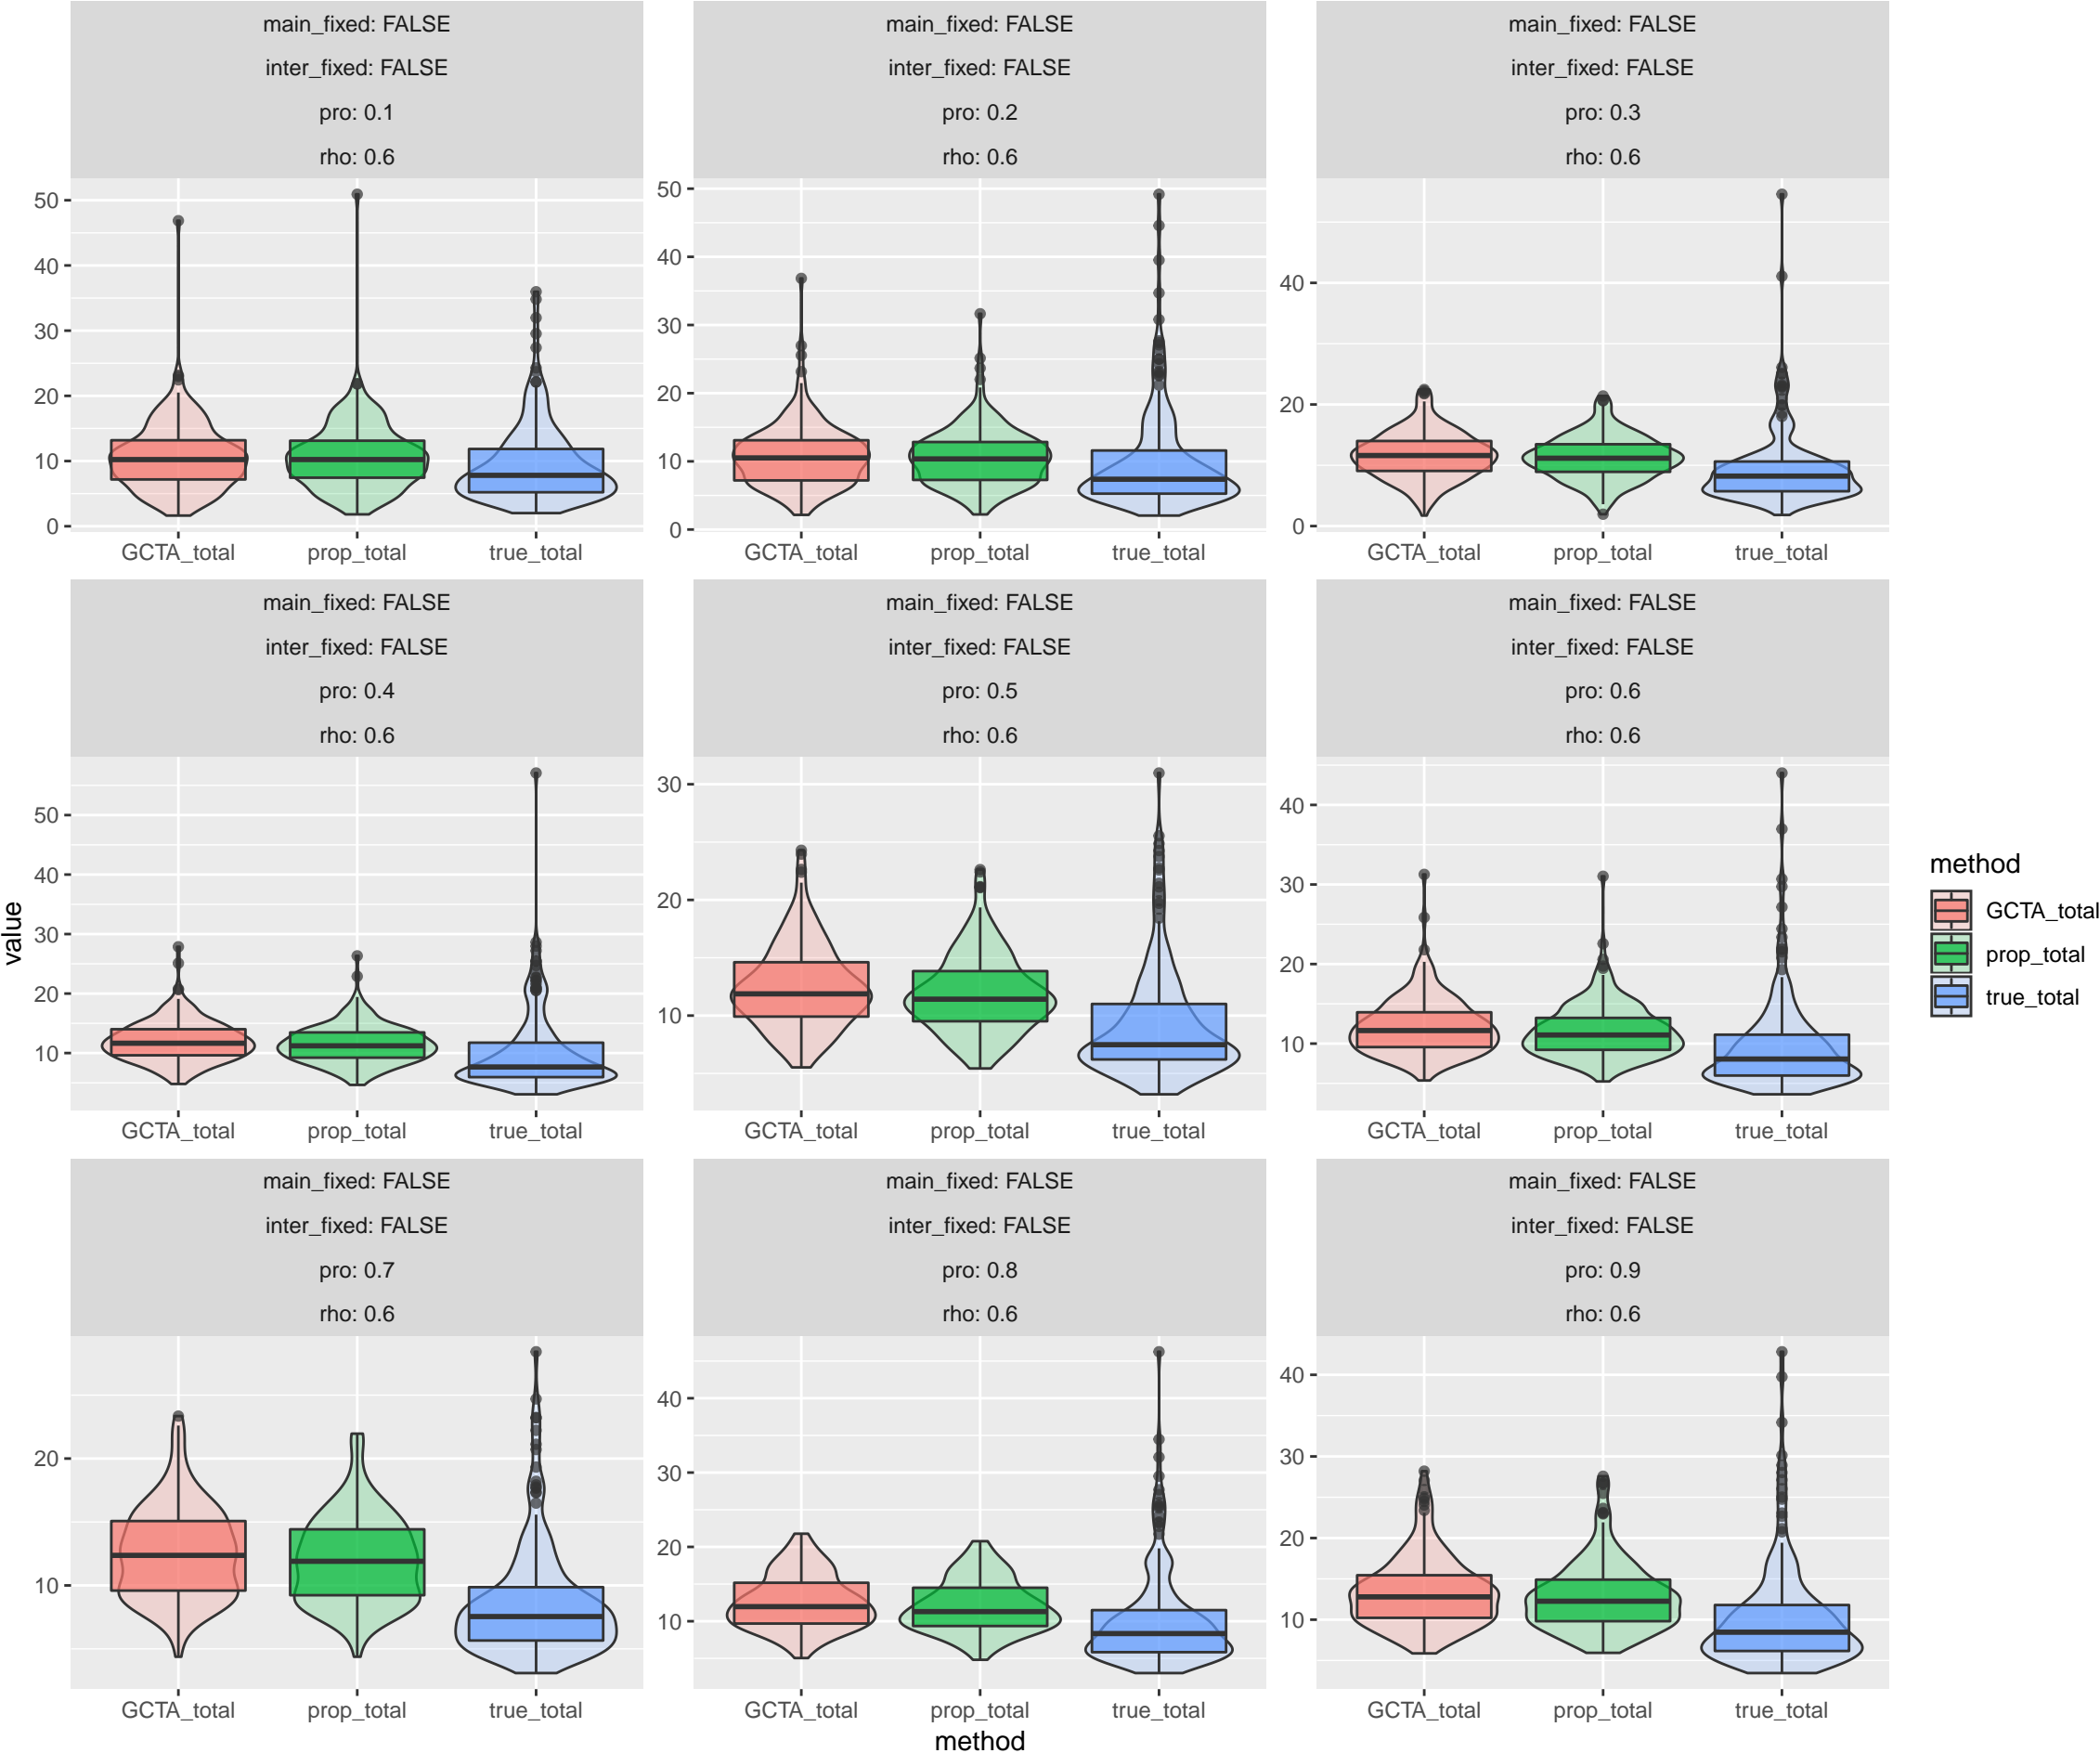 main_fixed: FALSE
inter_fixed: FALSE
pro: 0.1
rho: 0.6
main_fixed: FALSE
inter_fixed: FALSE
pro: 0.2
rho: 0.6
main_fixed: FALSE
inter_fixed: FALSE
pro: 0.3
rho: 0.6
50
40
30
20
10
0
GCTA_total prop_total true_total
50
40
30
20
10
0
GCTA_total prop_total true_total
40
20
0
GCTA_total prop_total true_total
main_fixed: FALSE
inter_fixed: FALSE
pro: 0.4
rho: 0.6
main_fixed: FALSE
inter_fixed: FALSE
pro: 0.5
rho: 0.6
main_fixed: FALSE
inter_fixed: FALSE
pro: 0.6
rho: 0.6
value
50
40
30
20
10
GCTA_total prop_total true_total
30
20
10
GCTA_total prop_total true_total
40
30
20
10
GCTA_total prop_total true_total
method
GCTA_total
prop_total
true_total
main_fixed: FALSE
inter_fixed: FALSE
pro: 0.7
rho: 0.6
main_fixed: FALSE
inter_fixed: FALSE
pro: 0.8
rho: 0.6
main_fixed: FALSE
inter_fixed: FALSE
pro: 0.9
rho: 0.6
20
10
GCTA_total prop_total true_total
40
30
20
10
GCTA_total prop_total true_total
40
30
20
10
GCTA_total prop_total true_total
method